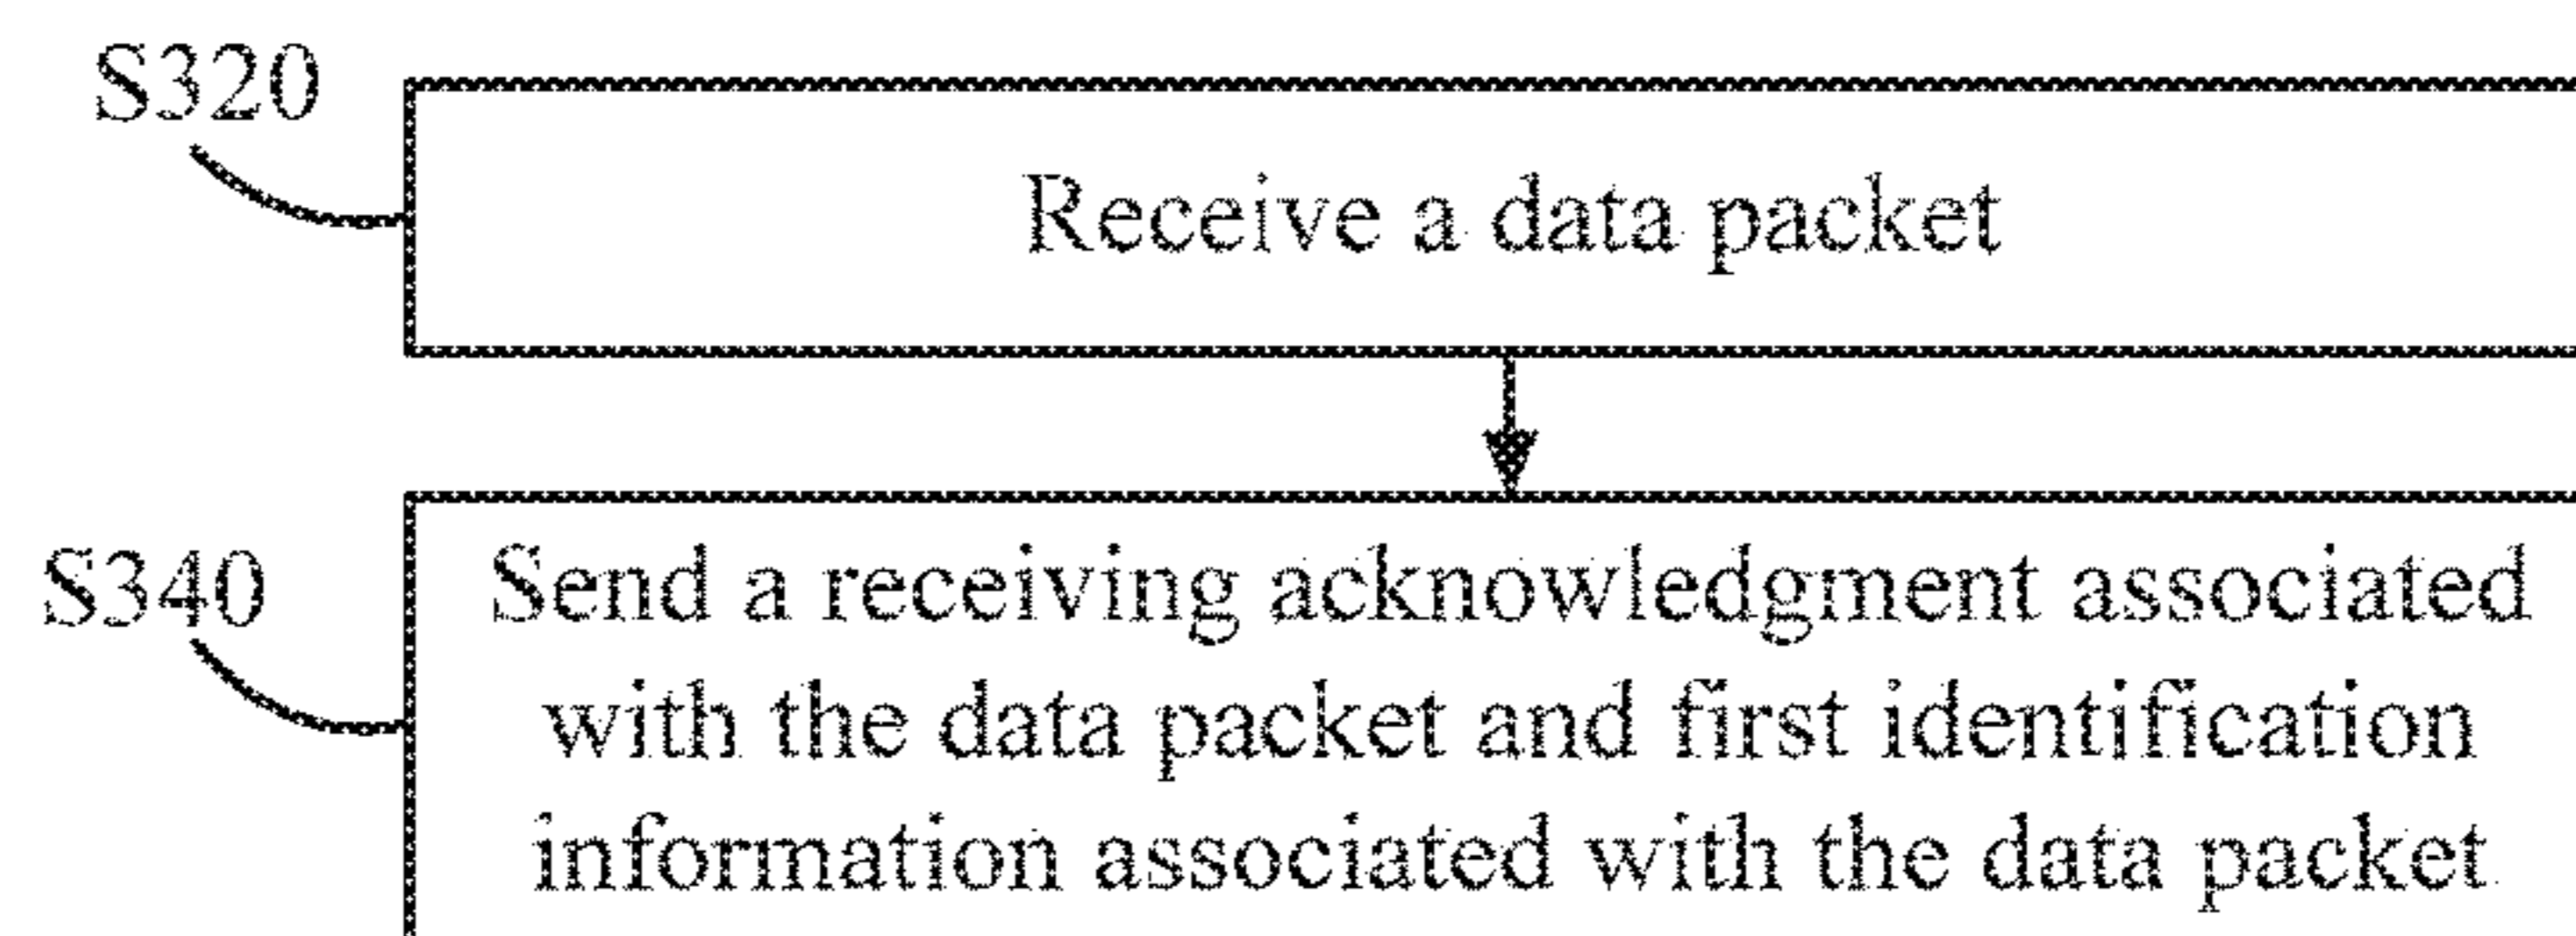 S320
Receive a data packet
S340
Send a receiving acknowledgment associated
with the data packet and first identification
information associated with the data packet